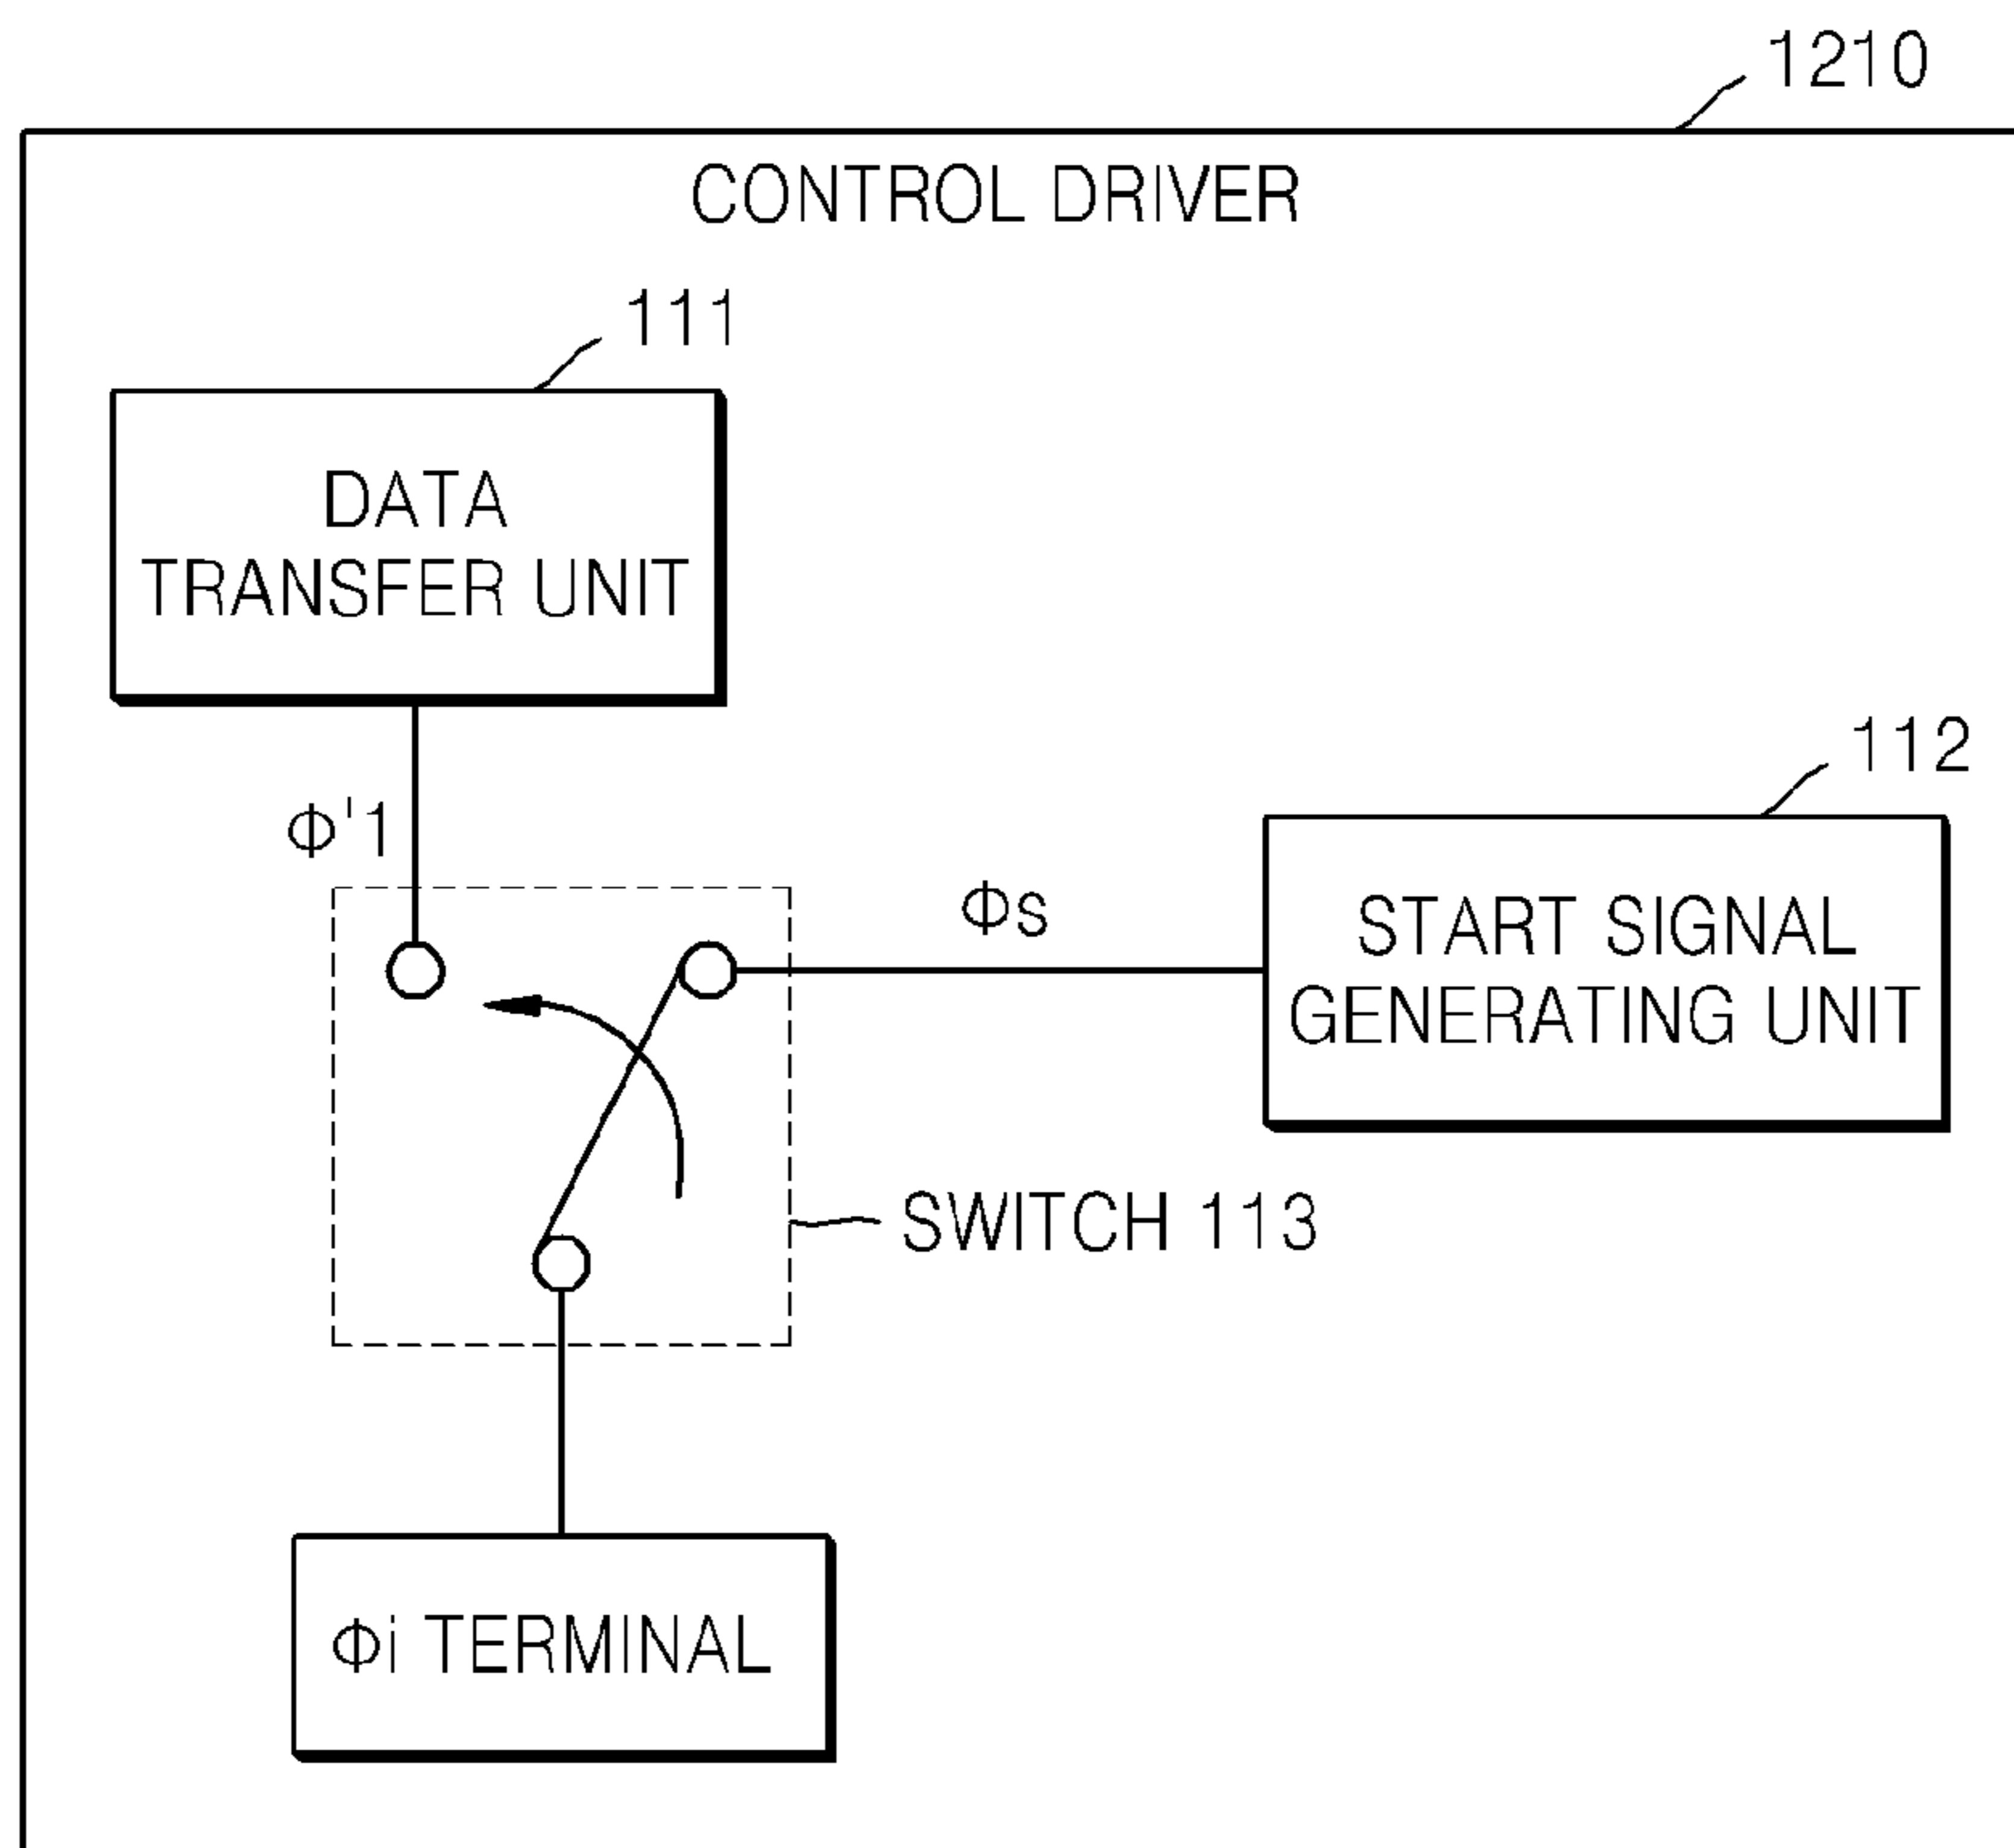 1210
CONTROL DRIVER
111
DATA
TRANSFER UNIT
112
Φ'1
Φs
START SIGNAL
GENERATING UNIT
SWITCH 113
Φi TERMINAL